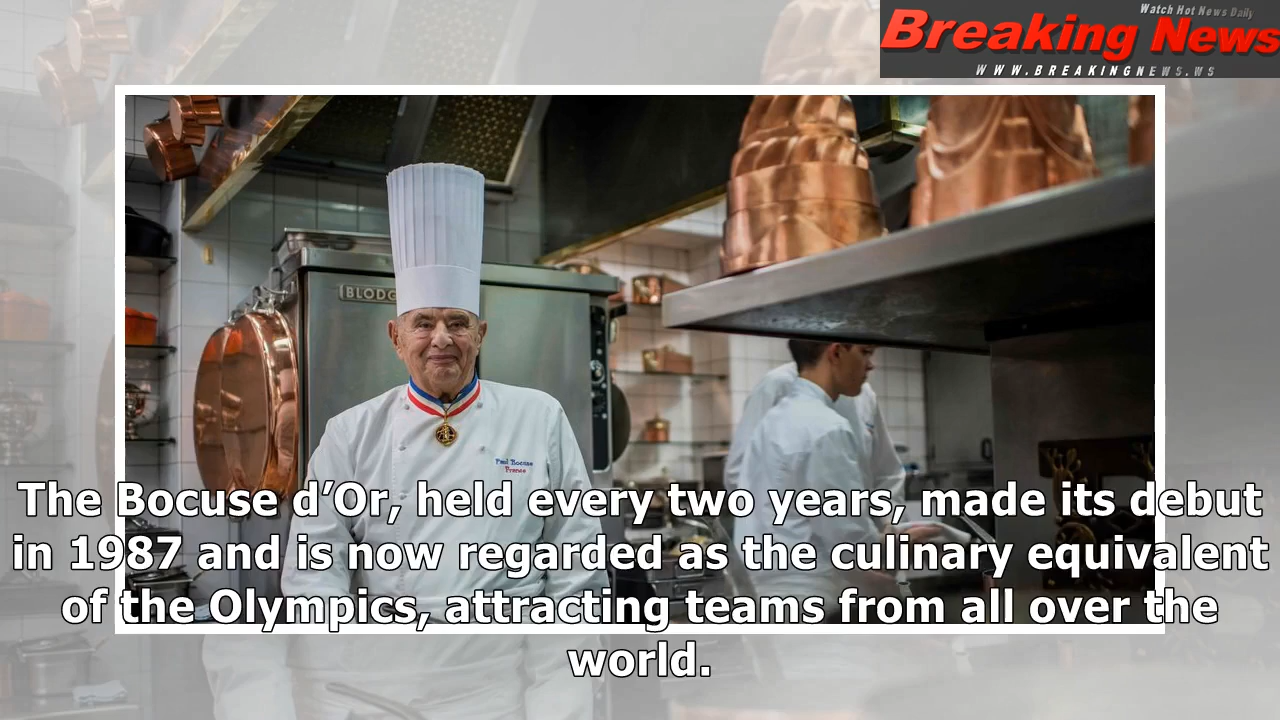 Watch Hot News Daily
Breaking News
WWW.BREAKINGNEWS.WS
BLODG
Paul Bocuse
France
The Bocuse d’Or, held every two years, made its debut
in 1987 and is now regarded as the culinary equivalent
of the Olympics, attracting teams from all over the
world.